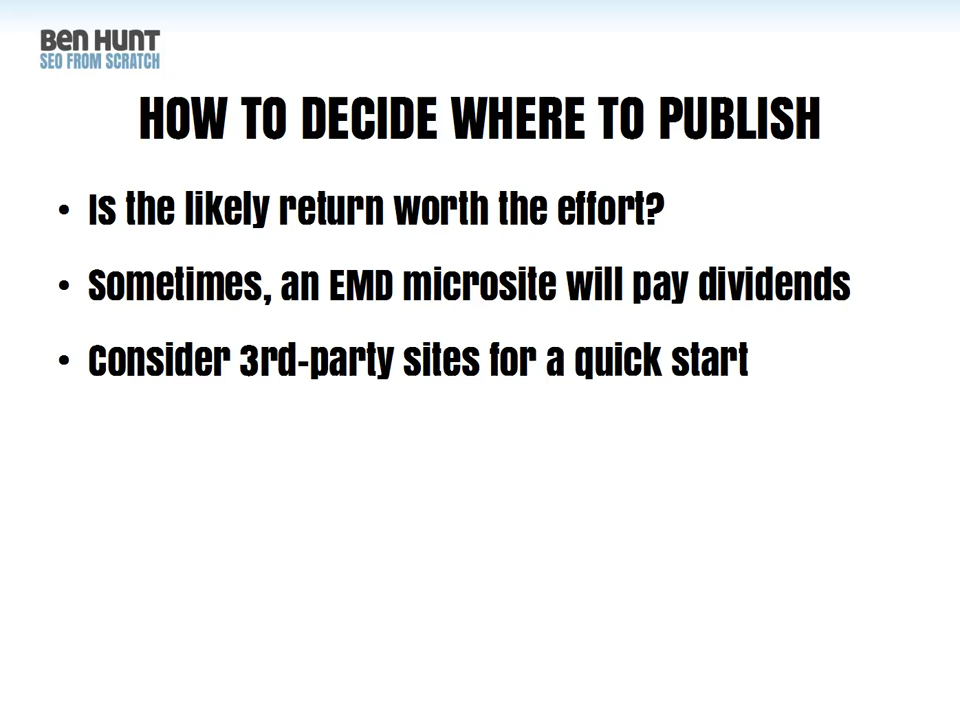 Ben Hunt
SEO FROM SCRATCH
HOW TO DECIDE WHERE TO PUBLISH
• Is the likely return worth the effort?
• Sometimes, an EMD microsite will pay dividends
• Consider 3rd-party sites for a quick start